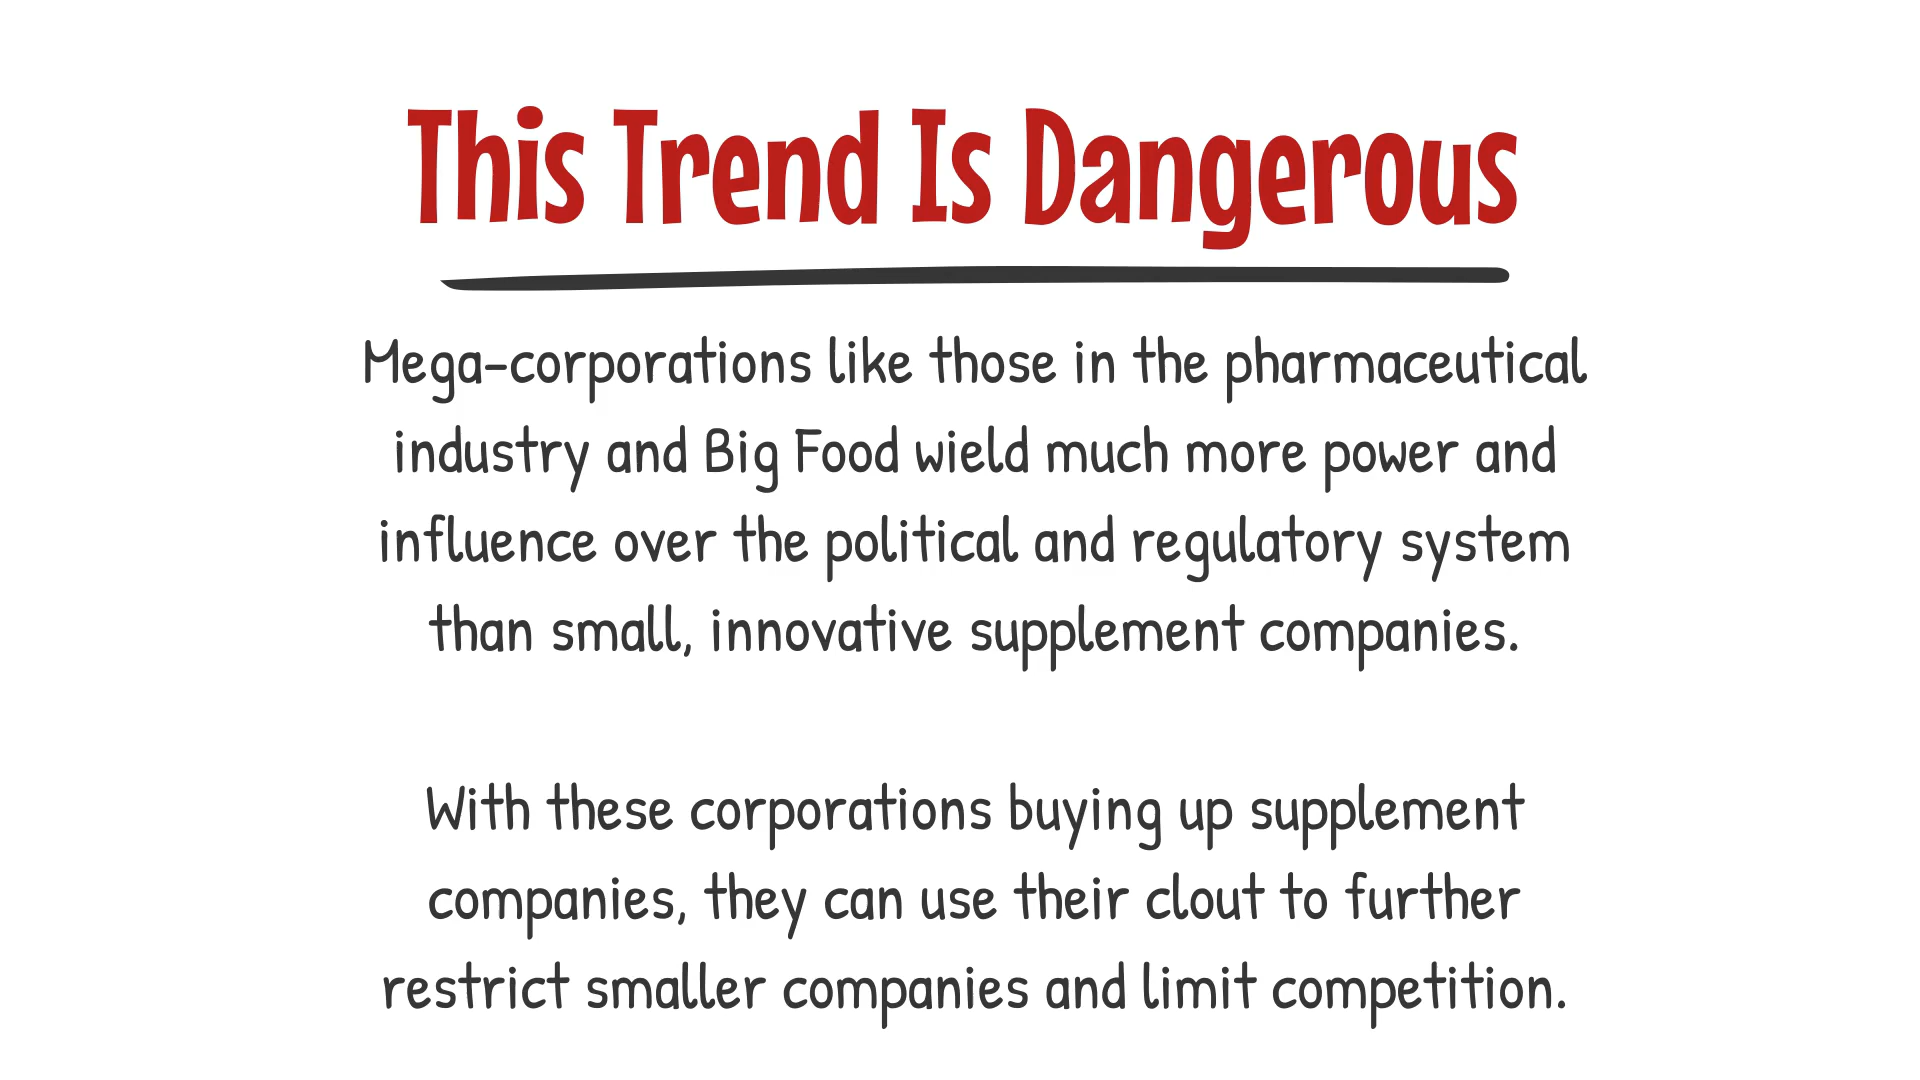 This Trend Is Dangerous
Mega-corporations like those in the pharmaceutical
industry and Big Food wield much more power and
influence over the political and regulatory system
than small, innovative supplement companies.
With these corporations buying up supplement
companies, they can use their clout to further
restrict smaller companies and limit competition.